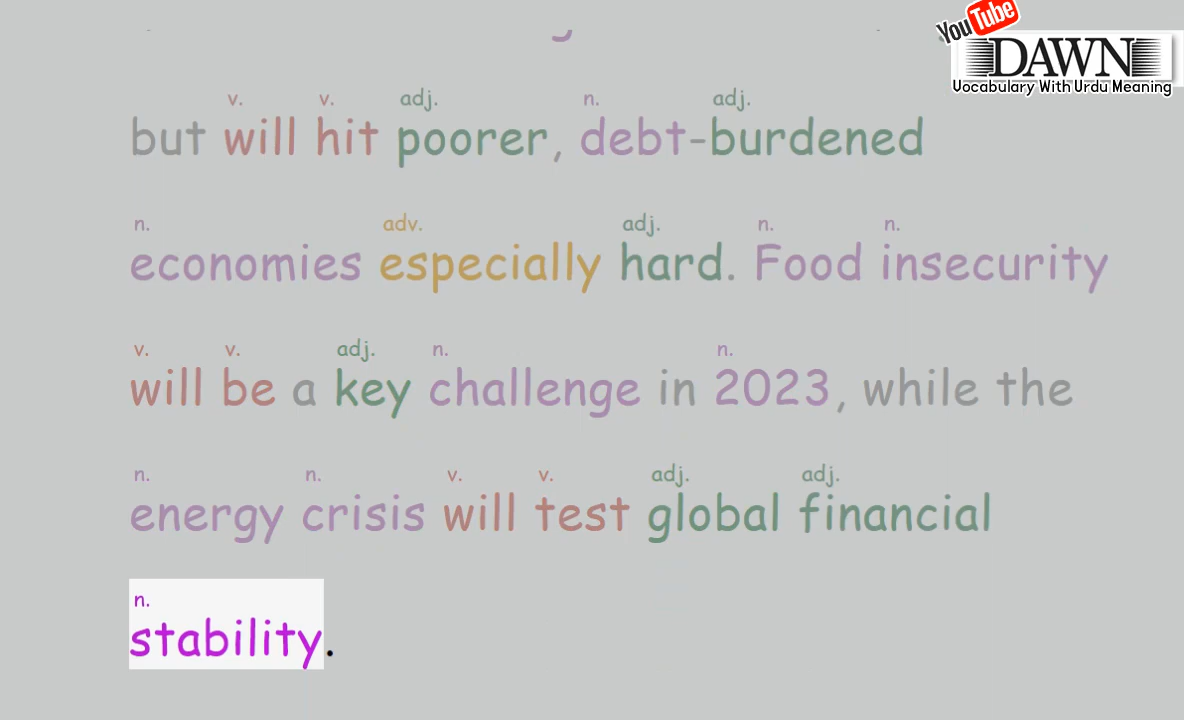 YouTube
DAWN
Vocabulary With Urdu Meaning
v. v. adj. n. adj.
but will hit poorer, debt-burdened
n. adv. adj. n. n.
economies especially hard. Food insecurity
v. v. adj. n. n.
will be a key challenge in 2023, while the
n. n. v. v. adj. adj.
energy crisis will test global financial
n.
stability.